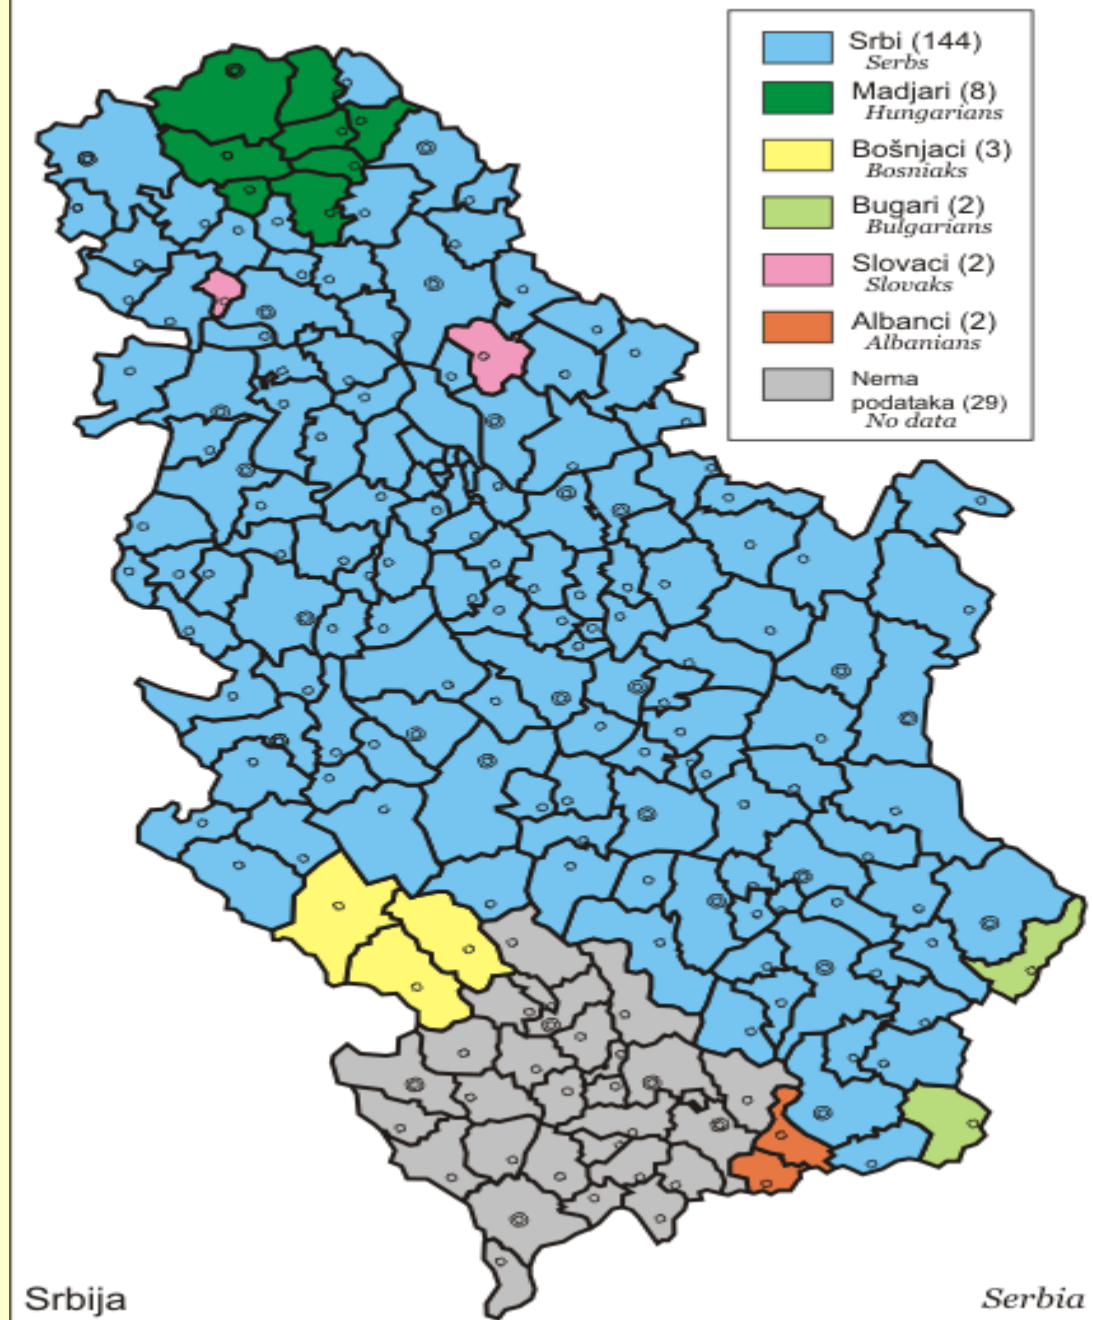 Srbi (144)
Serbs
Madjari (8)
Hungarians
Bošnjaci (3)
Bosniaks
Bugari (2)
Bulgarians
Slovaci (2)
Slovaks
Albanci (2)
Albanians
Nema
podataka (29)
No data
Srbija
Serbia